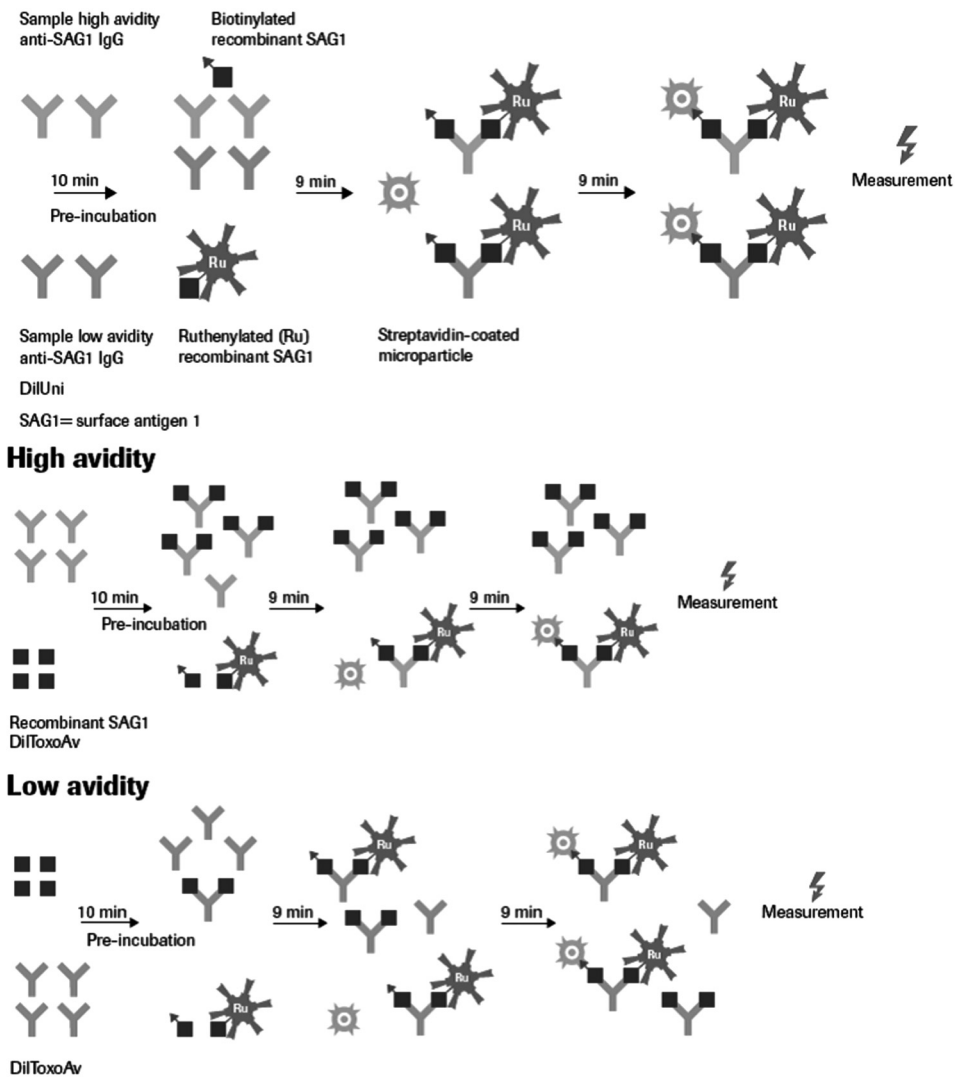 Sample high avidity
anti-SAG1 IgG
Biotinylated
recombinant SAG1
Ru
Ru
10 min
Pre-incubation
9 min
9 min
Measurement
Ru
Ru
Ru
Sample low avidity
anti-SAG1 IgG
Ruthenylated (Ru)
recombinant SAG1
Streptavidin-coated
microparticle
DilUni
SAG1= surface antigen 1
High avidity
10 min
Pre-incubation
9 min
9 min
Measurement
Ru
Ru
Ru
Recombinant SAG1
DilToxoAv
Low avidity
Ru
Ru
10 min
Pre-incubation
9 min
9 min
Measurement
Ru
Ru
Ru
DilToxoAv